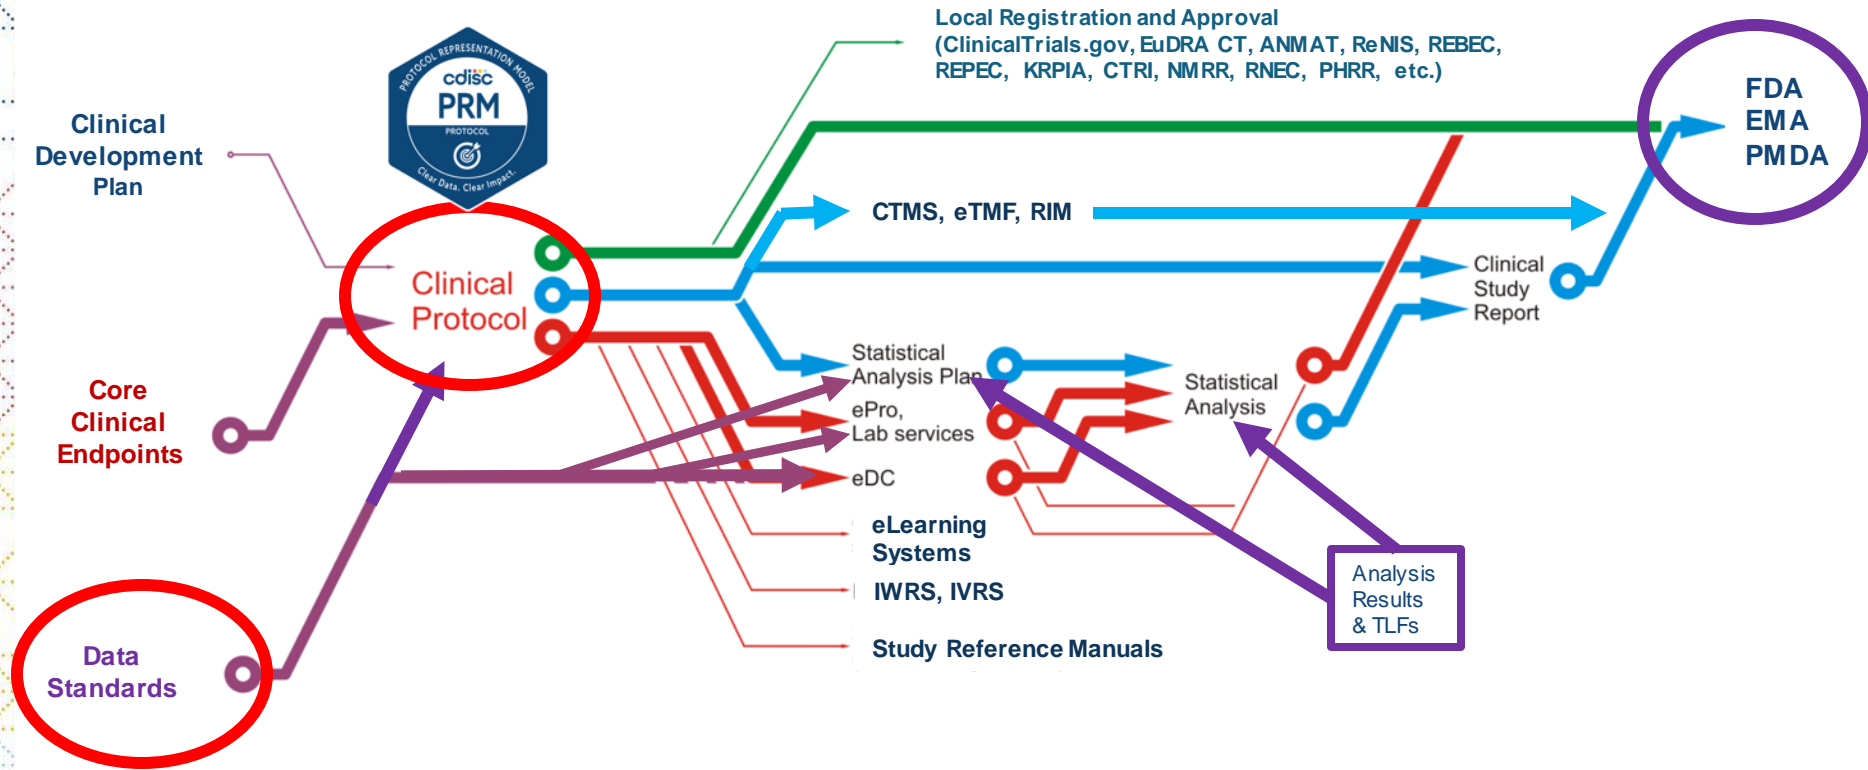 Local Registration and Approval
(ClinicalTrials.gov, EuDRA CT, ANMAT, ReNIS, REBEC,
REPEC, KRPIA, CTRI, NMRR, RNEC, PHRR, etc.)
PROTOCOL REPRESENTATION MODEL
cdisc
PRM
PROTOCOL
Clear Data. Clear Impact.
FDA
EMA
PMDA
Clinical
Development
Plan
CTMS, eTMF, RIM
Clinical
Protocol
Clinical
Study
Report
Core
Clinical
Endpoints
Statistical
Analysis Plan
ePro,
Lab services
eDC
Statistical
Analysis
eLearning
Systems
IWRS, IVRS
Study Reference Manuals
Analysis
Results
& TLFs
Data
Standards